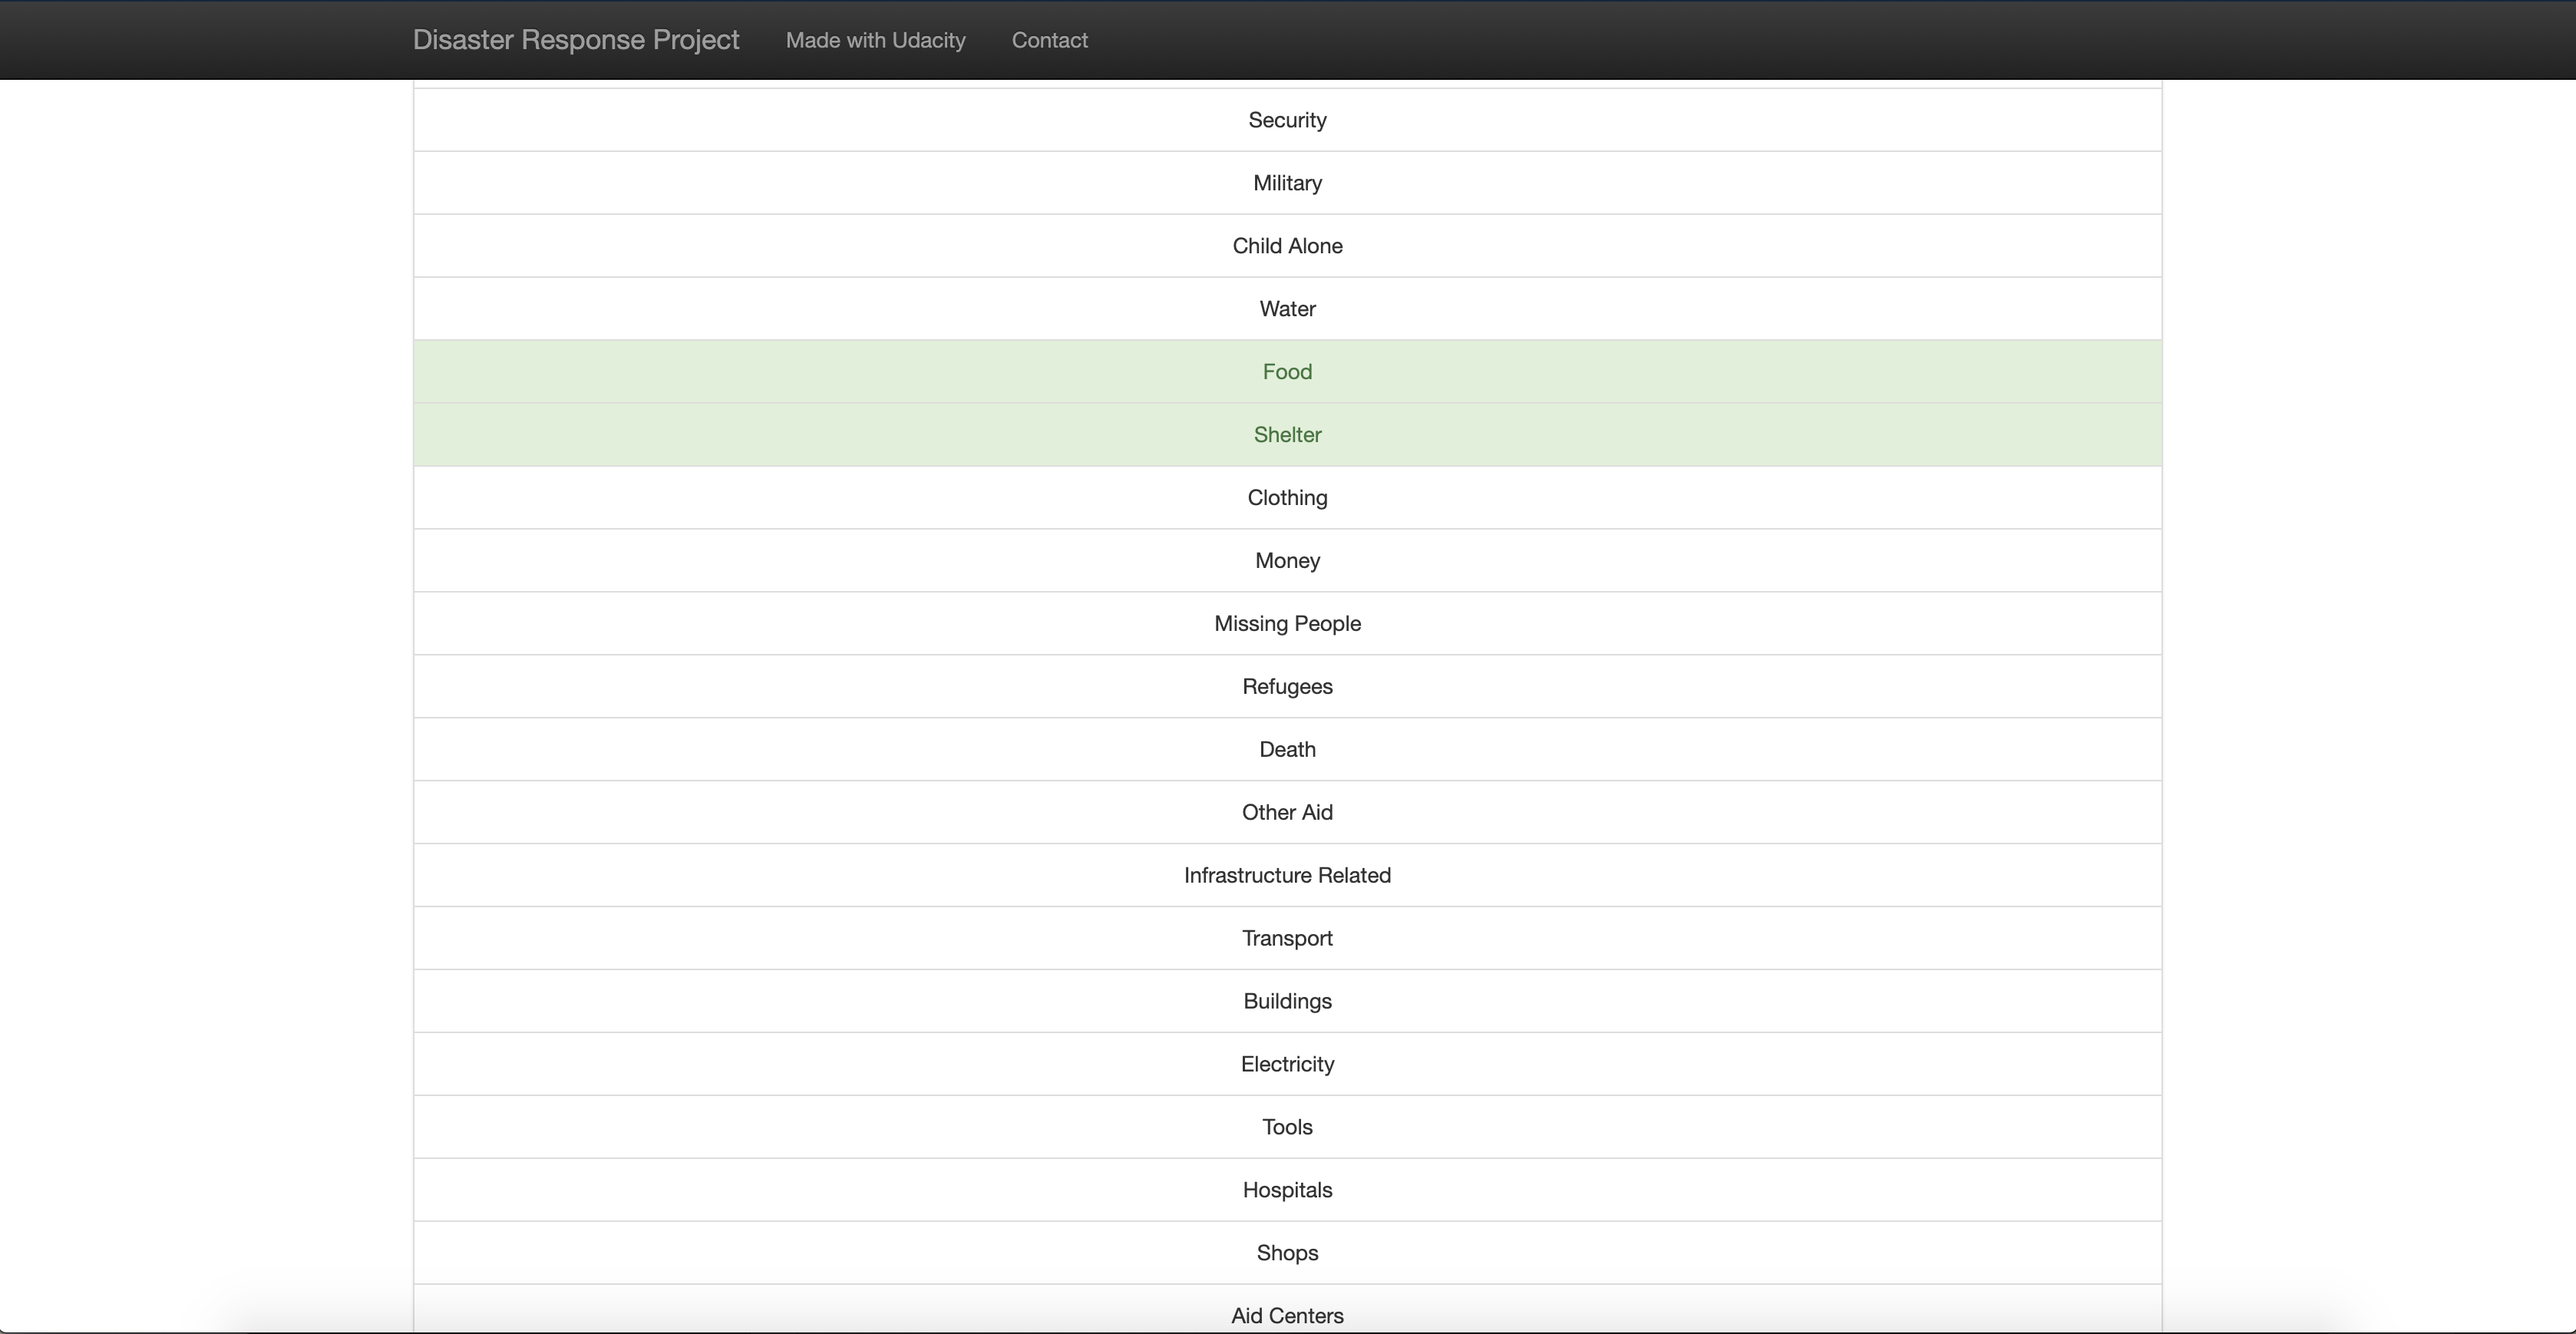 Disaster Response Project Made with Udacity Contact
Security
Military
Child Alone
Water
Food
Shelter
Clothing
Money
Missing People
Refugees
Death
Other Aid
Infrastructure Related
Transport
Buildings
Electricity
Tools
Hospitals
Shops
Aid Centers